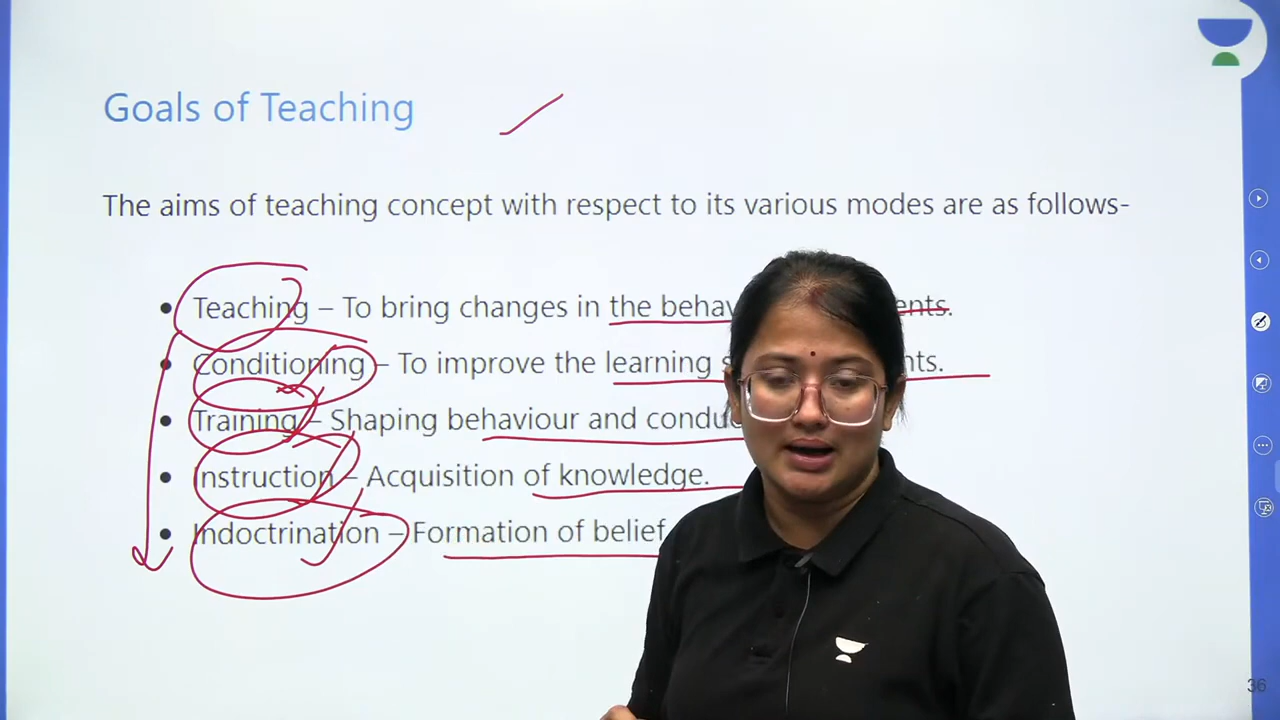 Goals of Teaching
The aims of teaching concept with respect to its various modes are as follows-
• Teaching – To bring changes in the
• Conditioning – To improve the learning
• Training – Shaping behaviour and
• Instruction – Acquisition of knowledge.
• Indoctrination – Formation of belief
36